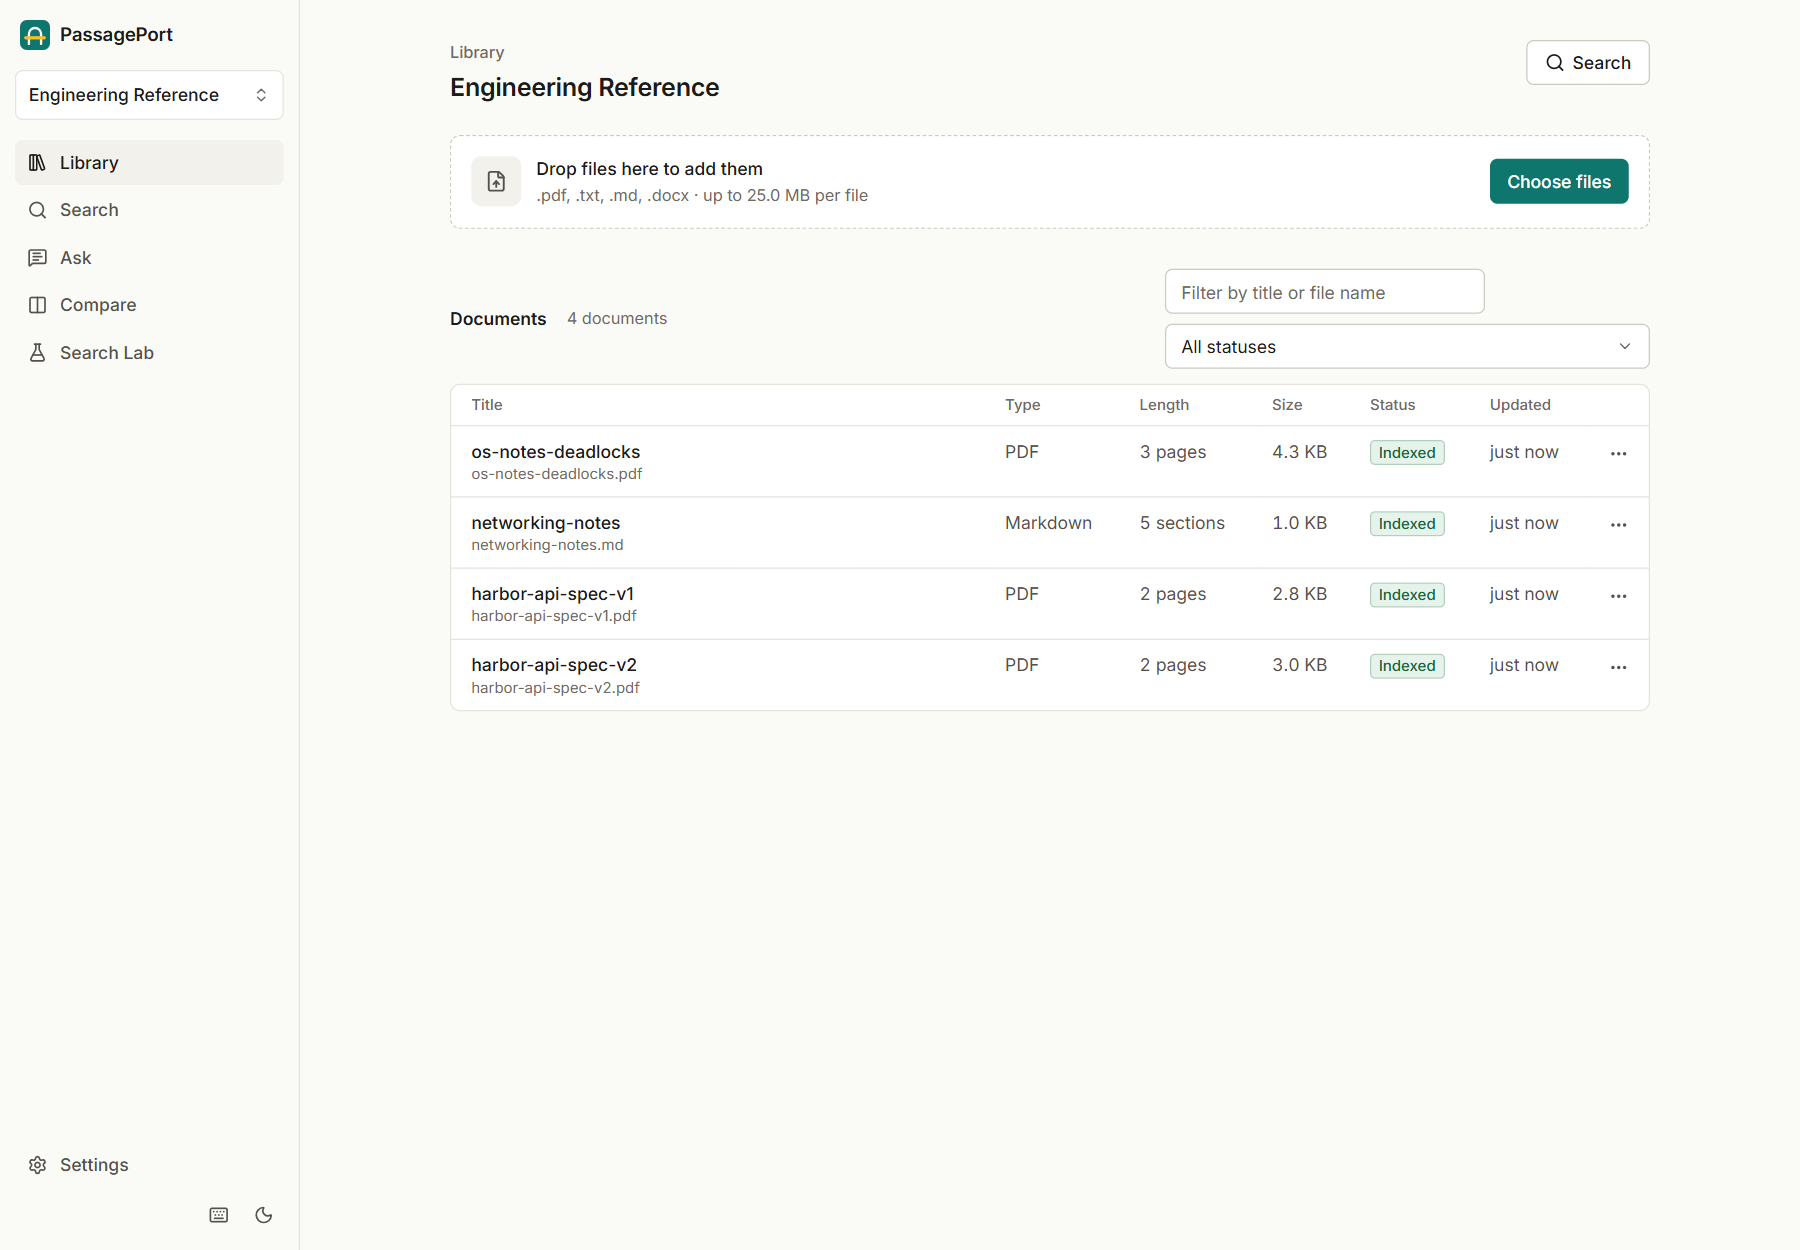 PassagePort
Engineering Reference
Library
Search
Ask
Compare
Search Lab
Settings
Library
Engineering Reference
Search
Drop files here to add them
.pdf, .txt, .md, .docx · up to 25.0 MB per file
Choose files
Documents 4 documents
Filter by title or file name
All statuses
Title Type Length Size Status Updated
os-notes-deadlocks PDF 3 pages 4.3 KB Indexed just now
os-notes-deadlocks.pdf
networking-notes Markdown 5 sections 1.0 KB Indexed just now
networking-notes.md
harbor-api-spec-v1 PDF 2 pages 2.8 KB Indexed just now
harbor-api-spec-v1.pdf
harbor-api-spec-v2 PDF 2 pages 3.0 KB Indexed just now
harbor-api-spec-v2.pdf